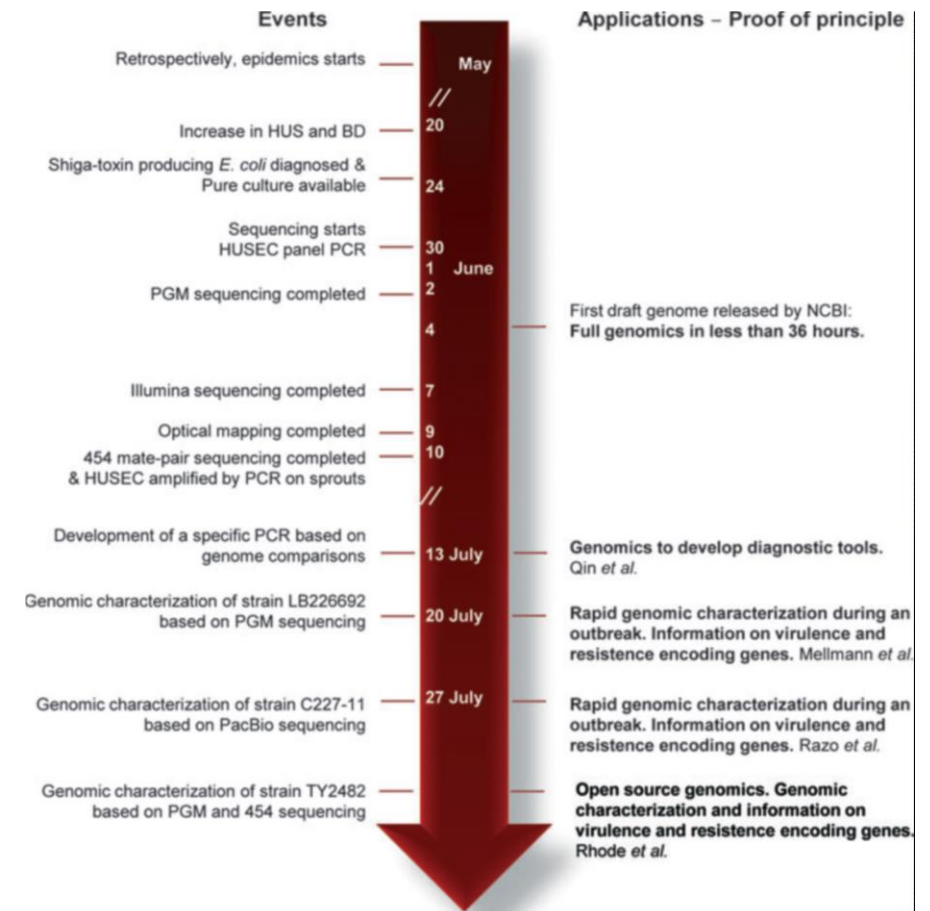 Events
Applications – Proof of principle
Retrospectively, epidemics starts
May
//
Increase in HUS and BD
20
Shiga-toxin producing E. coli diagnosed &
Pure culture available
24
Sequencing starts
HUSEC panel PCR
30
1 June
PGM sequencing completed
2
First draft genome released by NCBI:
Full genomics in less than 36 hours.
4
Illumina sequencing completed
7
Optical mapping completed
9
454 mate-pair sequencing completed
& HUSEC amplified by PCR on sprouts
10
//
Development of a specific PCR based on
genome comparisons
13 July
Genomics to develop diagnostic tools.
Qin et al.
Genomic characterization of strain LB226692
based on PGM sequencing
20 July
Rapid genomic characterization during an
outbreak. Information on virulence and
resistence encoding genes. Mellmann et al.
Genomic characterization of strain C227-11
based on PacBio sequencing
27 July
Rapid genomic characterization during an
outbreak. Information on virulence and
resistence encoding genes. Razo et al.
Genomic characterization of strain TY2482
based on PGM and 454 sequencing
Open source genomics. Genomic
characterization and information on
virulence and resistence encoding genes.
Rhode et al.